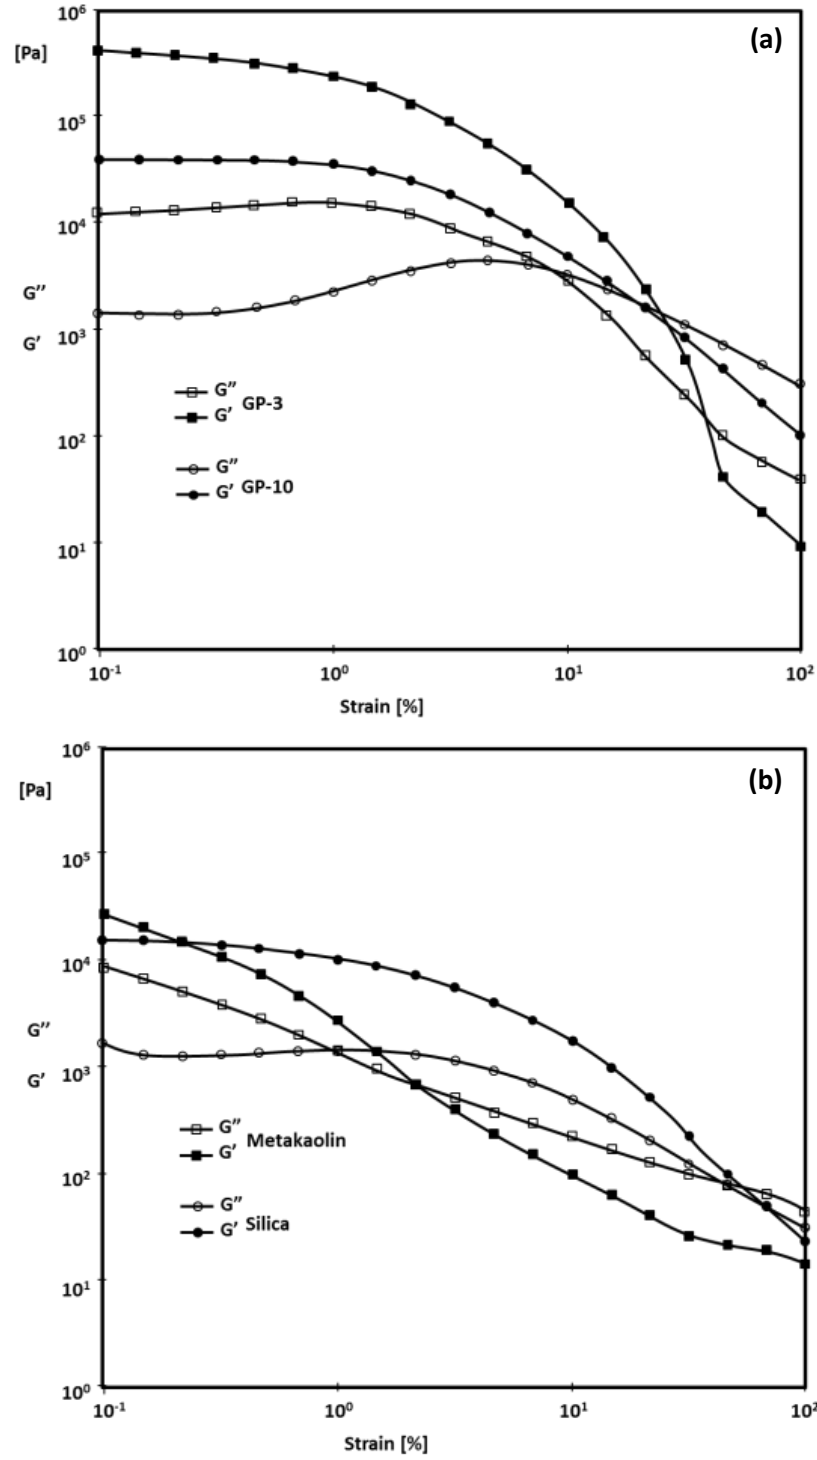 10⁶
(a)
[Pa]
10⁵
10⁴
G″
10³
G′
G″
G′ GP-3
10²
G″
G′ GP-10
10¹
10⁰
10⁻¹ 10⁰ 10¹ 10²
Strain [%]
10⁶
(b)
[Pa]
10⁵
10⁴
G″
10³
G′
G″
G′ Metakaolin
10²
G″
G′ Silica
10¹
10⁰
10⁻¹ 10⁰ 10¹ 10²
Strain [%]